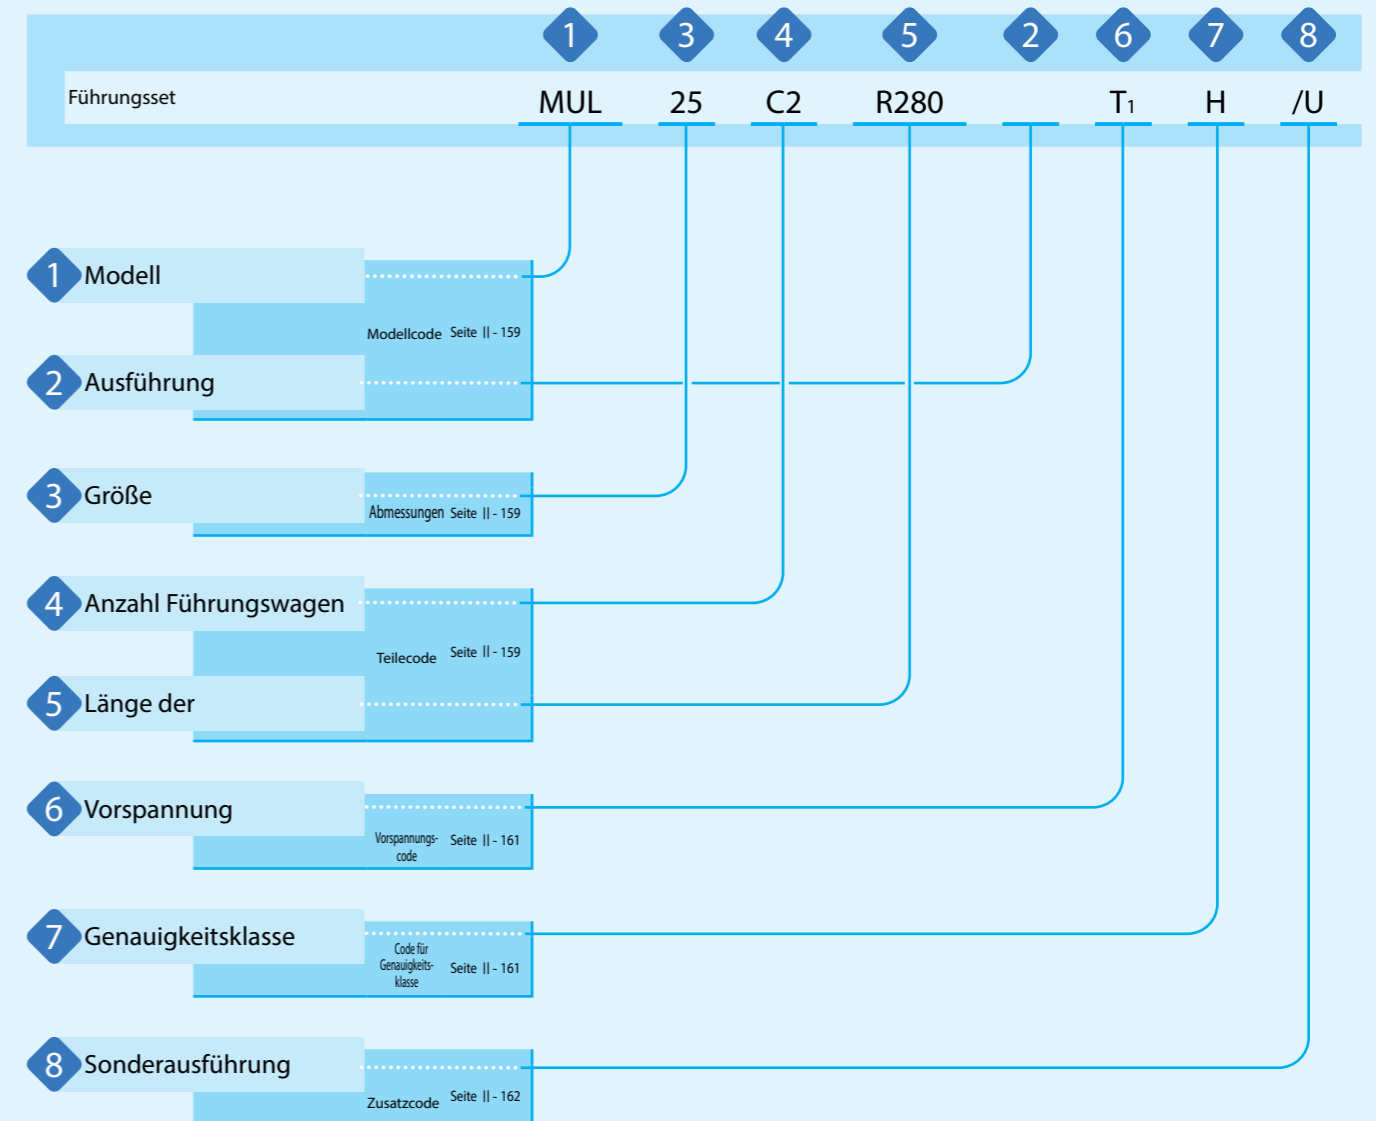 1 3 4 5 2 6 7 8
Führungsset MUL 25 C2 R280 T1 H /U
1 Modell
Modellcode Seite II - 159
2 Ausführung
3 Größe
Abmessungen Seite II - 159
4 Anzahl Führungswagen
Teilecode Seite II - 159
5 Länge der
6 Vorspannung
Vorspannungs- Seite II - 161
code
7 Genauigkeitsklasse
Code für
Genauigkeits- Seite II - 161
klasse
8 Sonderausführung
Zusatzcode Seite II - 162